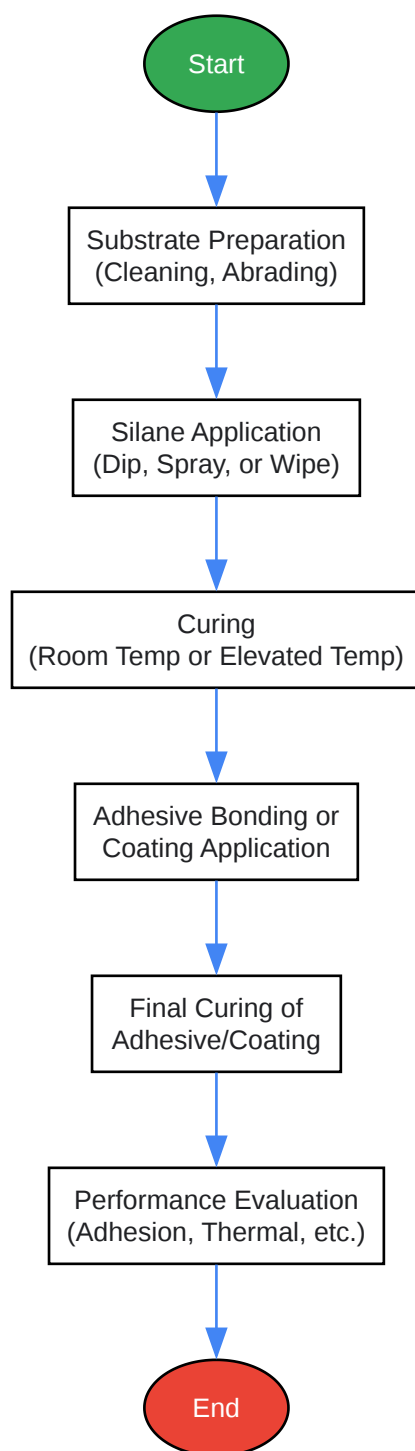 Start
Substrate Preparation
(Cleaning, Abrading)
Silane Application
(Dip, Spray, or Wipe)
Curing
(Room Temp or Elevated Temp)
Adhesive Bonding or
Coating Application
Final Curing of
Adhesive/Coating
Performance Evaluation
(Adhesion, Thermal, etc.)
End